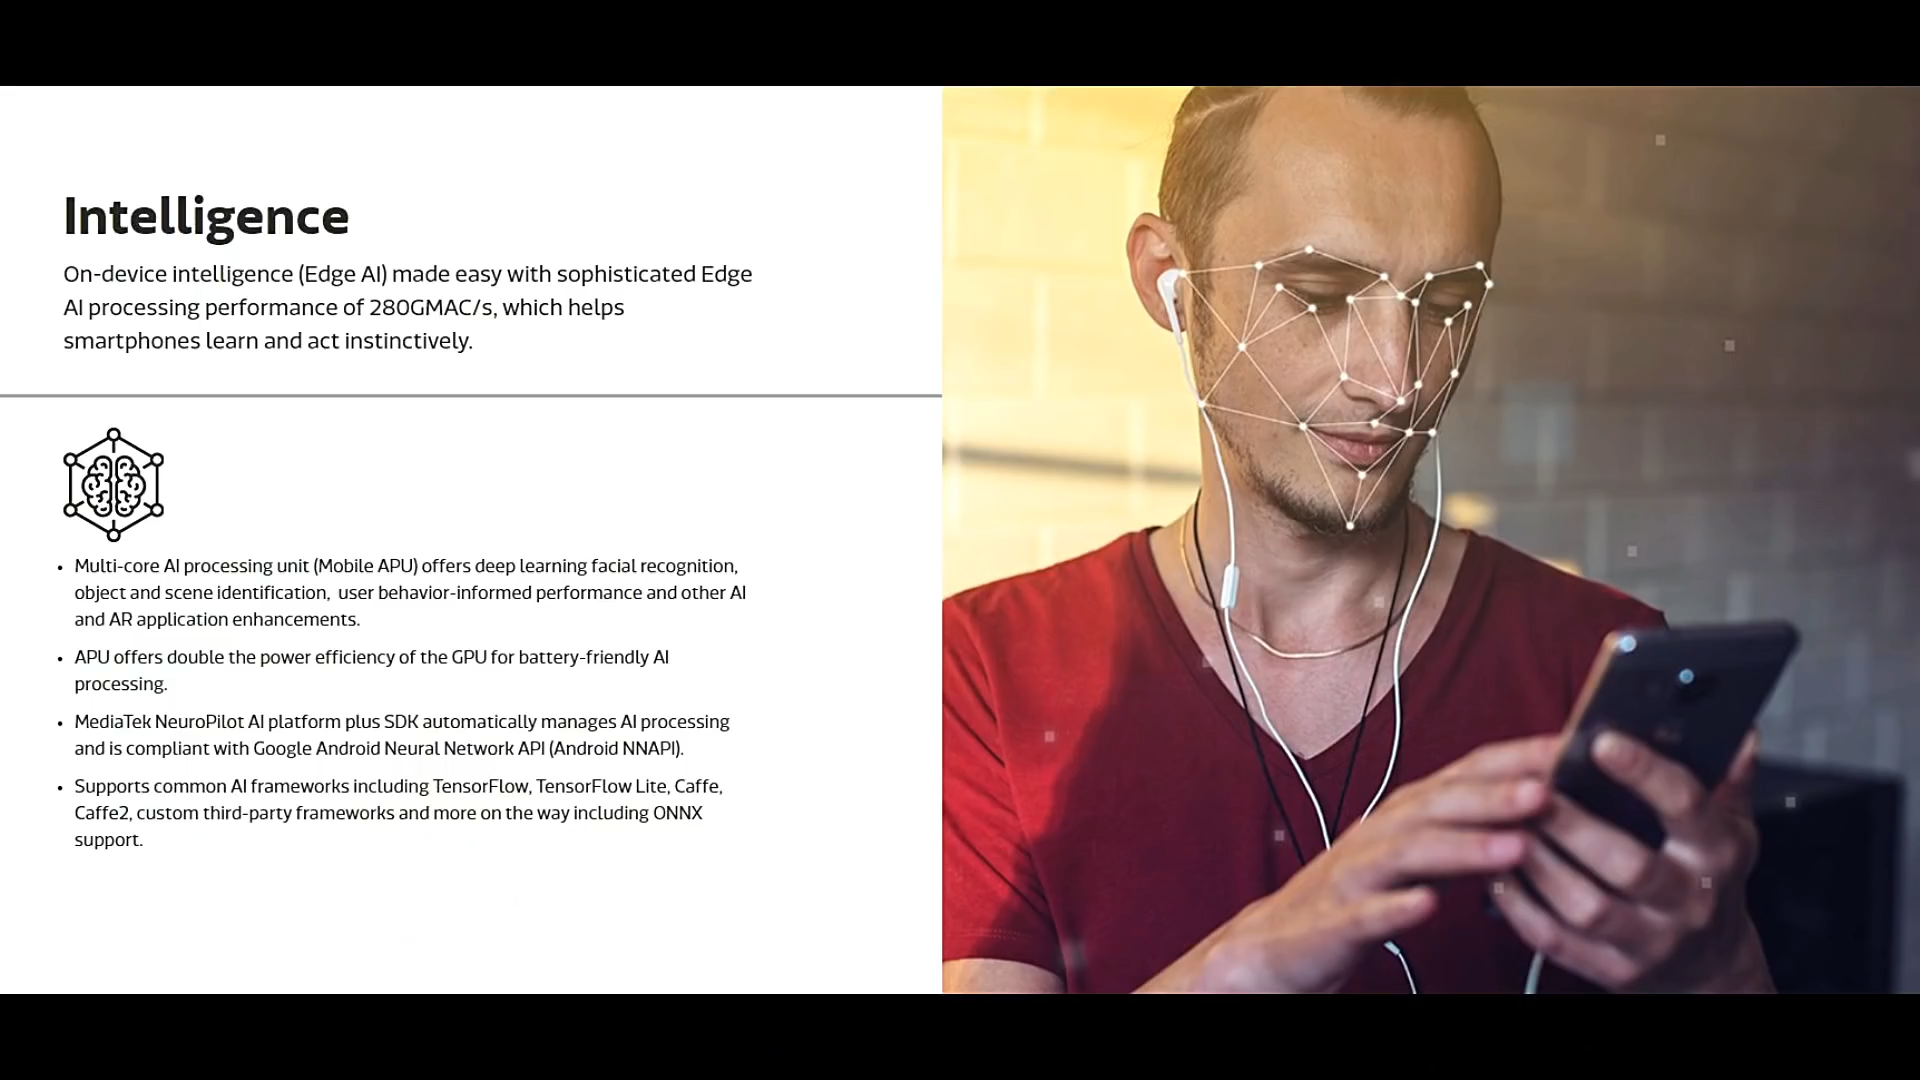 Intelligence
On-device intelligence (Edge AI) made easy with sophisticated Edge
AI processing performance of 280GMAC/s, which helps
smartphones learn and act instinctively.
• Multi-core AI processing unit (Mobile APU) offers deep learning facial recognition,
object and scene identification,  user behavior-informed performance and other AI
and AR application enhancements.
• APU offers double the power efficiency of the GPU for battery-friendly AI
processing.
• MediaTek NeuroPilot AI platform plus SDK automatically manages AI processing
and is compliant with Google Android Neural Network API (Android NNAPI).
• Supports common AI frameworks including TensorFlow, TensorFlow Lite, Caffe,
Caffe2, custom third-party frameworks and more on the way including ONNX
support.